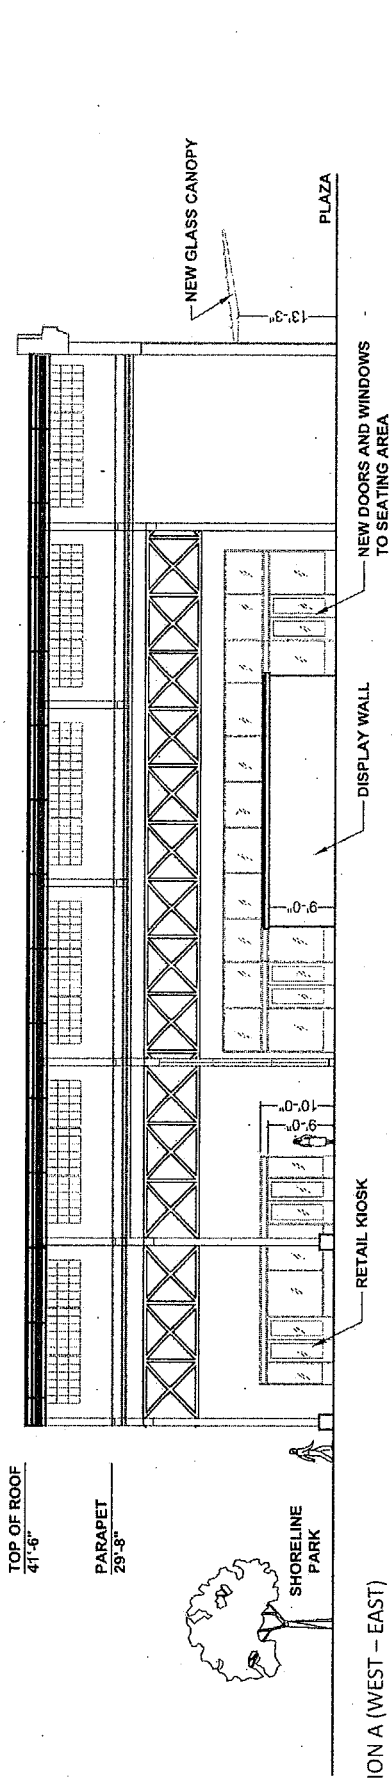 TOP OF ROOF
41'-6"
PARAPET
29'-8"
SHORELINE
PARK
RETAIL KIOSK
9'-0"
10'-0"
9'-0"
DISPLAY WALL
NEW DOORS AND WINDOWS
TO SEATING AREA
NEW GLASS CANOPY
13'-3"
PLAZA
ION A (WEST – EAST)